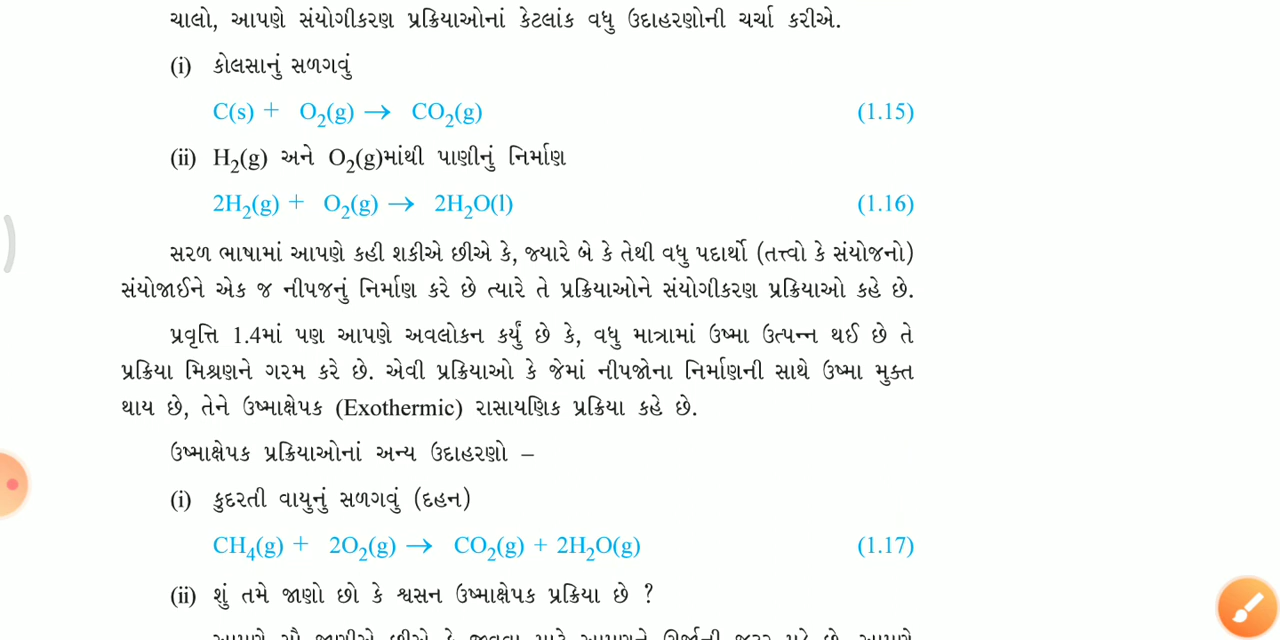 ચાલો, આપણે સંયોગીકરણ પ્રક્રિયાઓનાં કેટલાંક વધુ ઉદાહરણોની ચર્ચા કરીએ.
(i) કોલસાનું સળગવું
C(s) + O₂(g) → CO₂(g) (1.15)
(ii) H₂(g) અને O₂(g)માંથી પાણીનું નિર્માણ
2H₂(g) + O₂(g) → 2H₂O(l) (1.16)
સરળ ભાષામાં આપણે કહી શકીએ છીએ કે, જ્યારે બે કે તેથી વધુ પદાર્થો (તત્ત્વો કે સંયોજનો)
સંયોજાઈને એક જ નીપજનું નિર્માણ કરે છે ત્યારે તે પ્રક્રિયાઓને સંયોગીકરણ પ્રક્રિયાઓ કહે છે.
પ્રવૃત્તિ 1.4માં પણ આપણે અવલોકન કર્યું છે કે, વધુ માત્રામાં ઉષ્મા ઉત્પન્ન થઈ છે તે
પ્રક્રિયા મિશ્રણને ગરમ કરે છે. એવી પ્રક્રિયાઓ કે જેમાં નીપજોના નિર્માણની સાથે ઉષ્મા મુક્ત
થાય છે, તેને ઉષ્માક્ષેપક (Exothermic) રાસાયણિક પ્રક્રિયા કહે છે.
ઉષ્માક્ષેપક પ્રક્રિયાઓનાં અન્ય ઉદાહરણો –
(i) કુદરતી વાયુનું સળગવું (દહન)
CH₄(g) + 2O₂(g) → CO₂(g) + 2H₂O(g) (1.17)
(ii) શું તમે જાણો છો કે શ્વસન ઉષ્માક્ષેપક પ્રક્રિયા છે ?